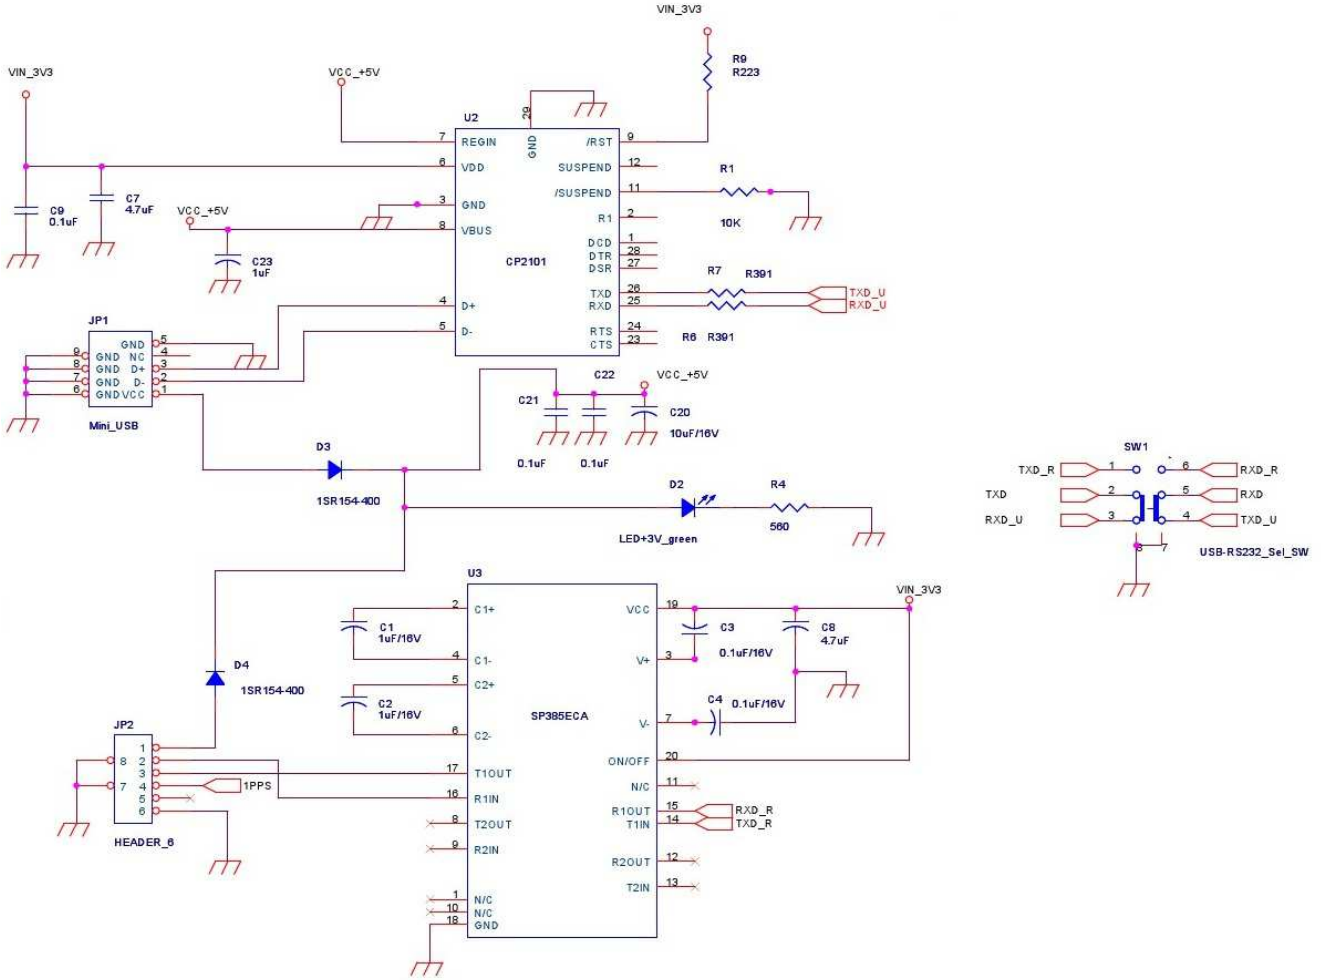 VIN_3V3
R9
R223
VIN_3V3
VCC_+5V
U2
29
GND
7 REGIN
/RST 9
6 VDD
SUSPEND 12
/SUSPEND 11
R1
10K
C9
0.1uF
C7
4.7uF
VCC_+5V
3 GND
R1 2
8 VBUS
DCD 1
DTR 28
DSR 27
C23
1uF
CP2101
R7 R391
TXD 26
TXD_U
4 D+
RXD 25
RXD_U
5 D-
RTS 24
CTS 23
R6 R391
JP1
GND 5
9 GND NC 4
8 GND D+ 3
7 GND D- 2
6 GND VCC 1
Mini_USB
C21
0.1uF
C22
0.1uF
VCC_+5V
C20
10uF/16V
D3
1SR154-400
D2
LED+3V_green
R4
560
SW1
TXD_R 1
6 RXD_R
TXD 2
5 RXD
RXD_U 3
4 TXD_U
8 7
USB-RS232_Sel_SW
U3
VIN_3V3
2 C1+
VCC 19
C1
1uF/16V
C3
0.1uF/16V
C8
4.7uF
4 C1-
V+ 3
5 C2+
D4
1SR154-400
C2
1uF/16V
SP385ECA
C4 0.1uF/16V
V- 7
6 C2-
JP2
1
8 2
3
7 4
5
6
1PPS
HEADER_6
ON/OFF 20
17 T1OUT
N/C 11
16 R1IN
R1OUT 15
RXD_R
8 T2OUT
T1IN 14
TXD_R
9 R2IN
R2OUT 12
T2IN 13
1 N/C
10 N/C
18 GND